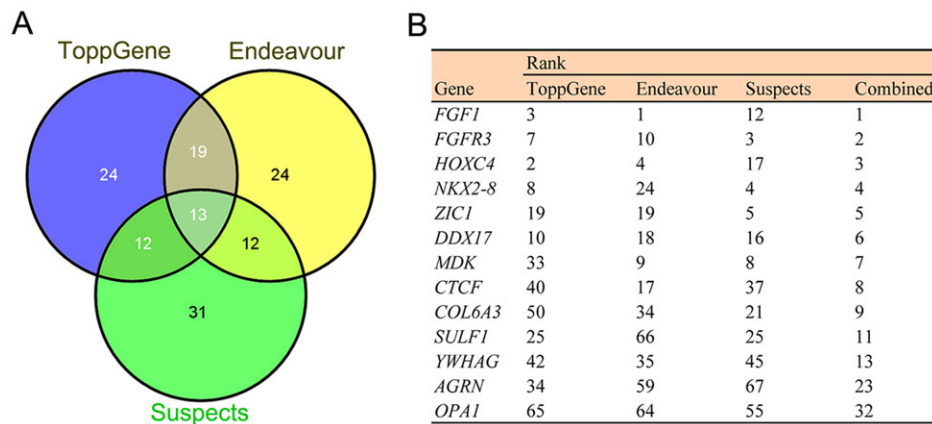 A
ToppGene Endeavour
19
24 24
13
12 12
31
Suspects
B
Rank
Gene ToppGene Endeavour Suspects Combined
FGF1 3 1 12 1
FGFR3 7 10 3 2
HOXC4 2 4 17 3
NKX2-8 8 24 4 4
ZIC1 19 19 5 5
DDX17 10 18 16 6
MDK 33 9 8 7
CTCF 40 17 37 8
COL6A3 50 34 21 9
SULF1 25 66 25 11
YWHAG 42 35 45 13
AGRN 34 59 67 23
OPA1 65 64 55 32